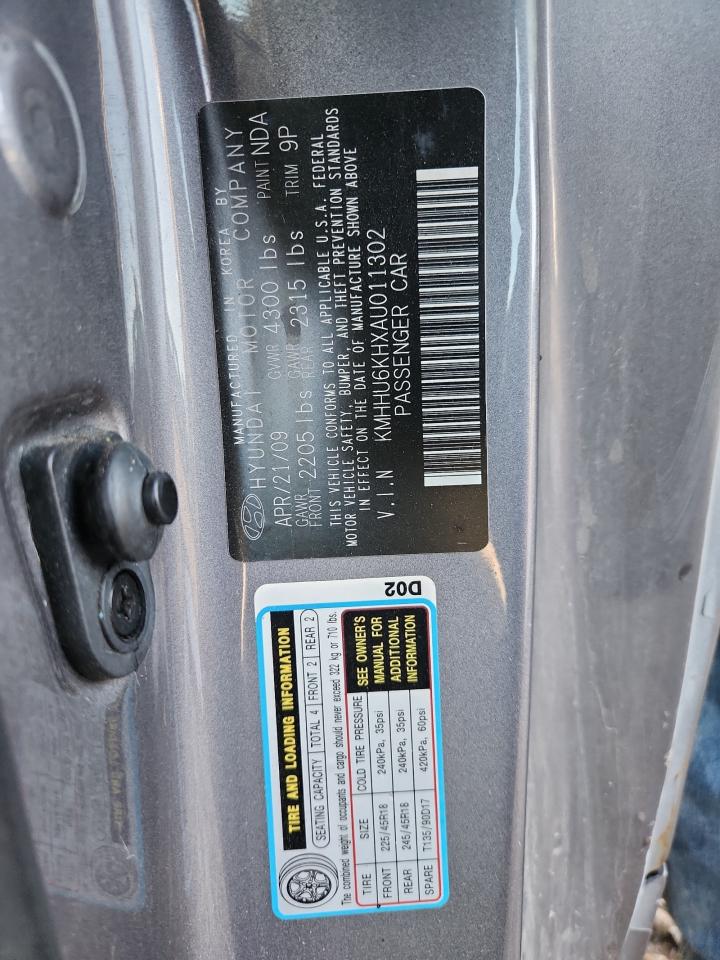 MANUFACTURED IN KOREA BY
HYUNDAI MOTOR COMPANY
APR/21/09 GVWR 4300 lbs PAINT NDA
GAWR FRONT 2205 lbs GAWR REAR 2315 lbs TRIM 9P
THIS VEHICLE CONFORMS TO ALL APPLICABLE U.S.A. FEDERAL
MOTOR VEHICLE SAFETY, BUMPER, AND THEFT PREVENTION STANDARDS
IN EFFECT ON THE DATE OF MANUFACTURE SHOWN ABOVE
V.I.N KMHHU6KHXAU011302
PASSENGER CAR
TIRE AND LOADING INFORMATION
SEATING CAPACITY TOTAL 4 FRONT 2 REAR 2
The combined weight of occupants and cargo should never exceed 322 kg or 710 lbs.
TIRE SIZE COLD TIRE PRESSURE
FRONT 225/45R18 240kPa, 35psi
REAR 245/45R18 240kPa, 35psi
SPARE T135/90D17 420kPa, 60psi
SEE OWNER'S
MANUAL FOR
ADDITIONAL
INFORMATION
D02